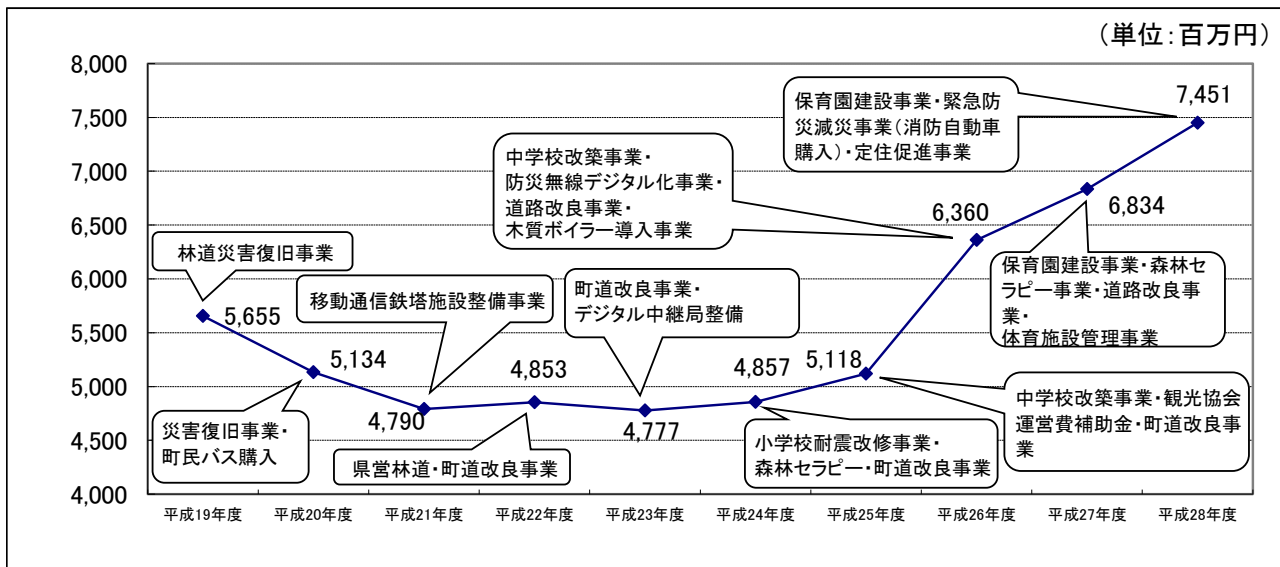 (単位:百万円)
8,000
7,500
7,000
6,500
6,000
5,500
5,000
4,500
4,000
林道災害復旧事業
5,655
災害復旧事業・
町民バス購入
5,134
移動通信鉄塔施設整備事業
4,790
県営林道・町道改良事業
4,853
町道改良事業・
デジタル中継局整備
4,777
小学校耐震改修事業・
森林セラピー・町道改良事業
4,857
中学校改築事業・観光協会
運営費補助金・町道改良事
業
5,118
中学校改築事業・
防災無線デジタル化事業・
道路改良事業・
木質ボイラー導入事業
6,360
保育園建設事業・森林セ
ラピー事業・道路改良事
業・
体育施設管理事業
6,834
保育園建設事業・緊急防
災減災事業(消防自動車
購入)・定住促進事業
7,451
平成19年度
平成20年度
平成21年度
平成22年度
平成23年度
平成24年度
平成25年度
平成26年度
平成27年度
平成28年度